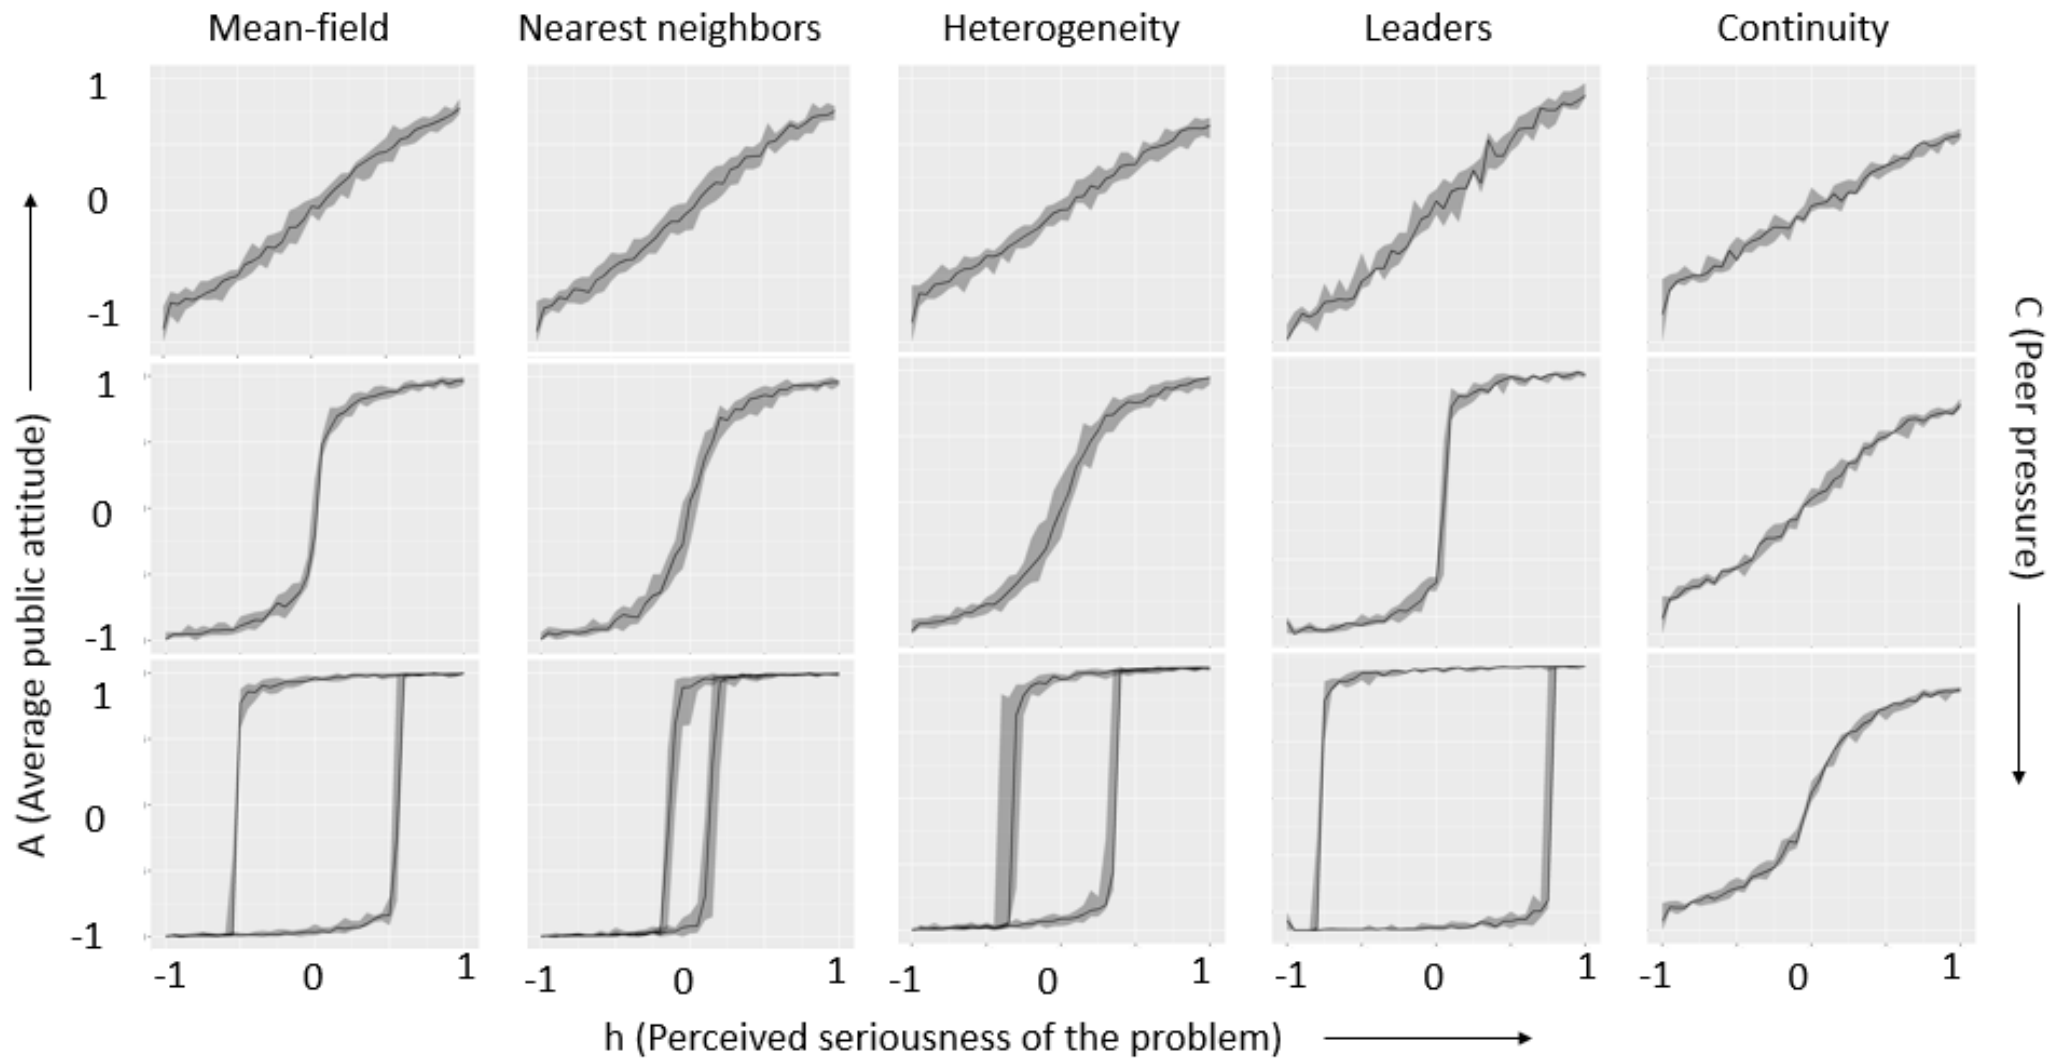 Mean-field
Nearest neighbors
Heterogeneity
Leaders
Continuity
1
0
-1
1
0
-1
1
0
-1
A (Average public attitude)
C (Peer pressure)
-1 0 1
-1 0 1
-1 0 1
-1 0 1
-1 0 1
h (Perceived seriousness of the problem)